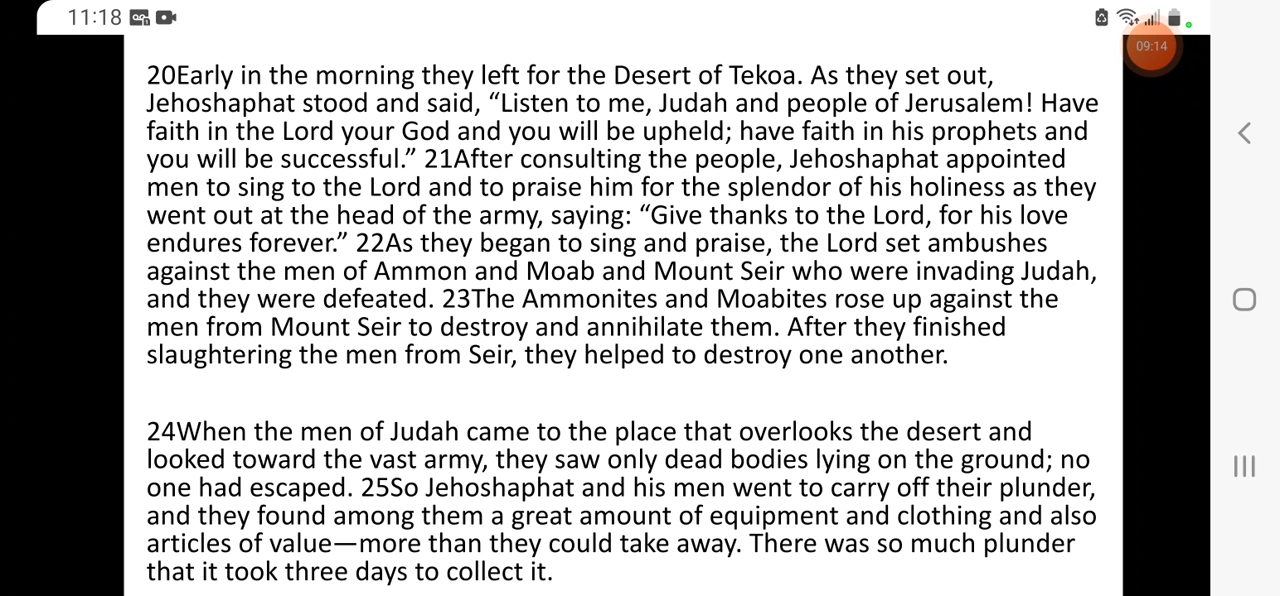 11:18
09:14
20Early in the morning they left for the Desert of Tekoa. As they set out,
Jehoshaphat stood and said, “Listen to me, Judah and people of Jerusalem! Have
faith in the Lord your God and you will be upheld; have faith in his prophets and
you will be successful.” 21After consulting the people, Jehoshaphat appointed
men to sing to the Lord and to praise him for the splendor of his holiness as they
went out at the head of the army, saying: “Give thanks to the Lord, for his love
endures forever.” 22As they began to sing and praise, the Lord set ambushes
against the men of Ammon and Moab and Mount Seir who were invading Judah,
and they were defeated. 23The Ammonites and Moabites rose up against the
men from Mount Seir to destroy and annihilate them. After they finished
slaughtering the men from Seir, they helped to destroy one another.
24When the men of Judah came to the place that overlooks the desert and
looked toward the vast army, they saw only dead bodies lying on the ground; no
one had escaped. 25So Jehoshaphat and his men went to carry off their plunder,
and they found among them a great amount of equipment and clothing and also
articles of value—more than they could take away. There was so much plunder
that it took three days to collect it.